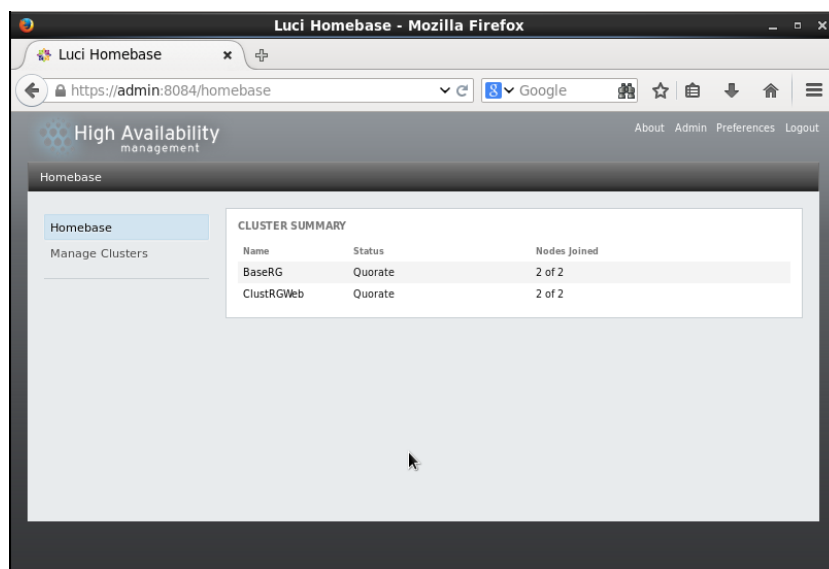 Luci Homebase - Mozilla Firefox
Luci Homebase
https://admin:8084/homebase
8 Google
High Availability
management
About Admin Preferences Logout
Homebase
Homebase
Manage Clusters
CLUSTER SUMMARY
Name Status Nodes Joined
BaseRG Quorate 2 of 2
ClustRGWeb Quorate 2 of 2